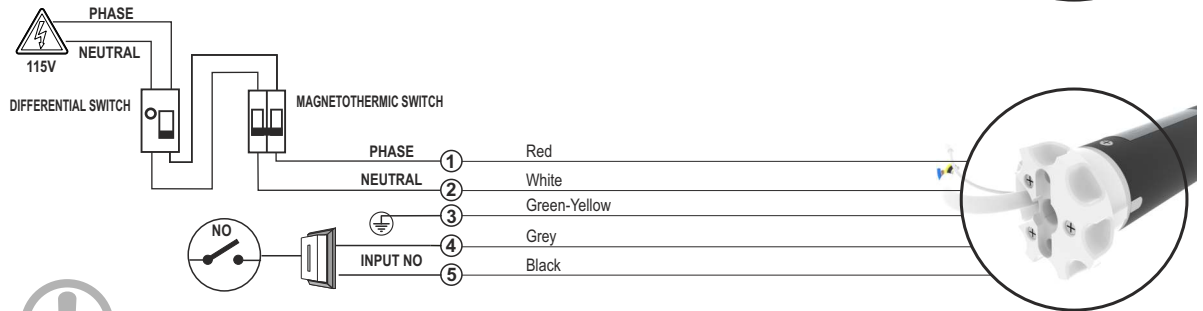 PHASE
NEUTRAL
115V
DIFFERENTIAL SWITCH
MAGNETOTHERMIC SWITCH
PHASE 1 Red
NEUTRAL 2 White
3 Green-Yellow
NO
4 Grey
INPUT NO
5 Black